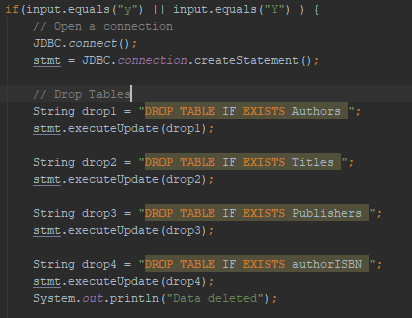 if(input.equals("y") || input.equals("Y") ) {
// Open a connection
JDBC.connect();
stmt = JDBC.connection.createStatement();
// Drop Tables
String drop1 = "DROP TABLE IF EXISTS Authors ";
stmt.executeUpdate(drop1);
String drop2 = "DROP TABLE IF EXISTS Titles ";
stmt.executeUpdate(drop2);
String drop3 = "DROP TABLE IF EXISTS Publishers ";
stmt.executeUpdate(drop3);
String drop4 = "DROP TABLE IF EXISTS authorISBN ";
stmt.executeUpdate(drop4);
System.out.println("Data deleted");